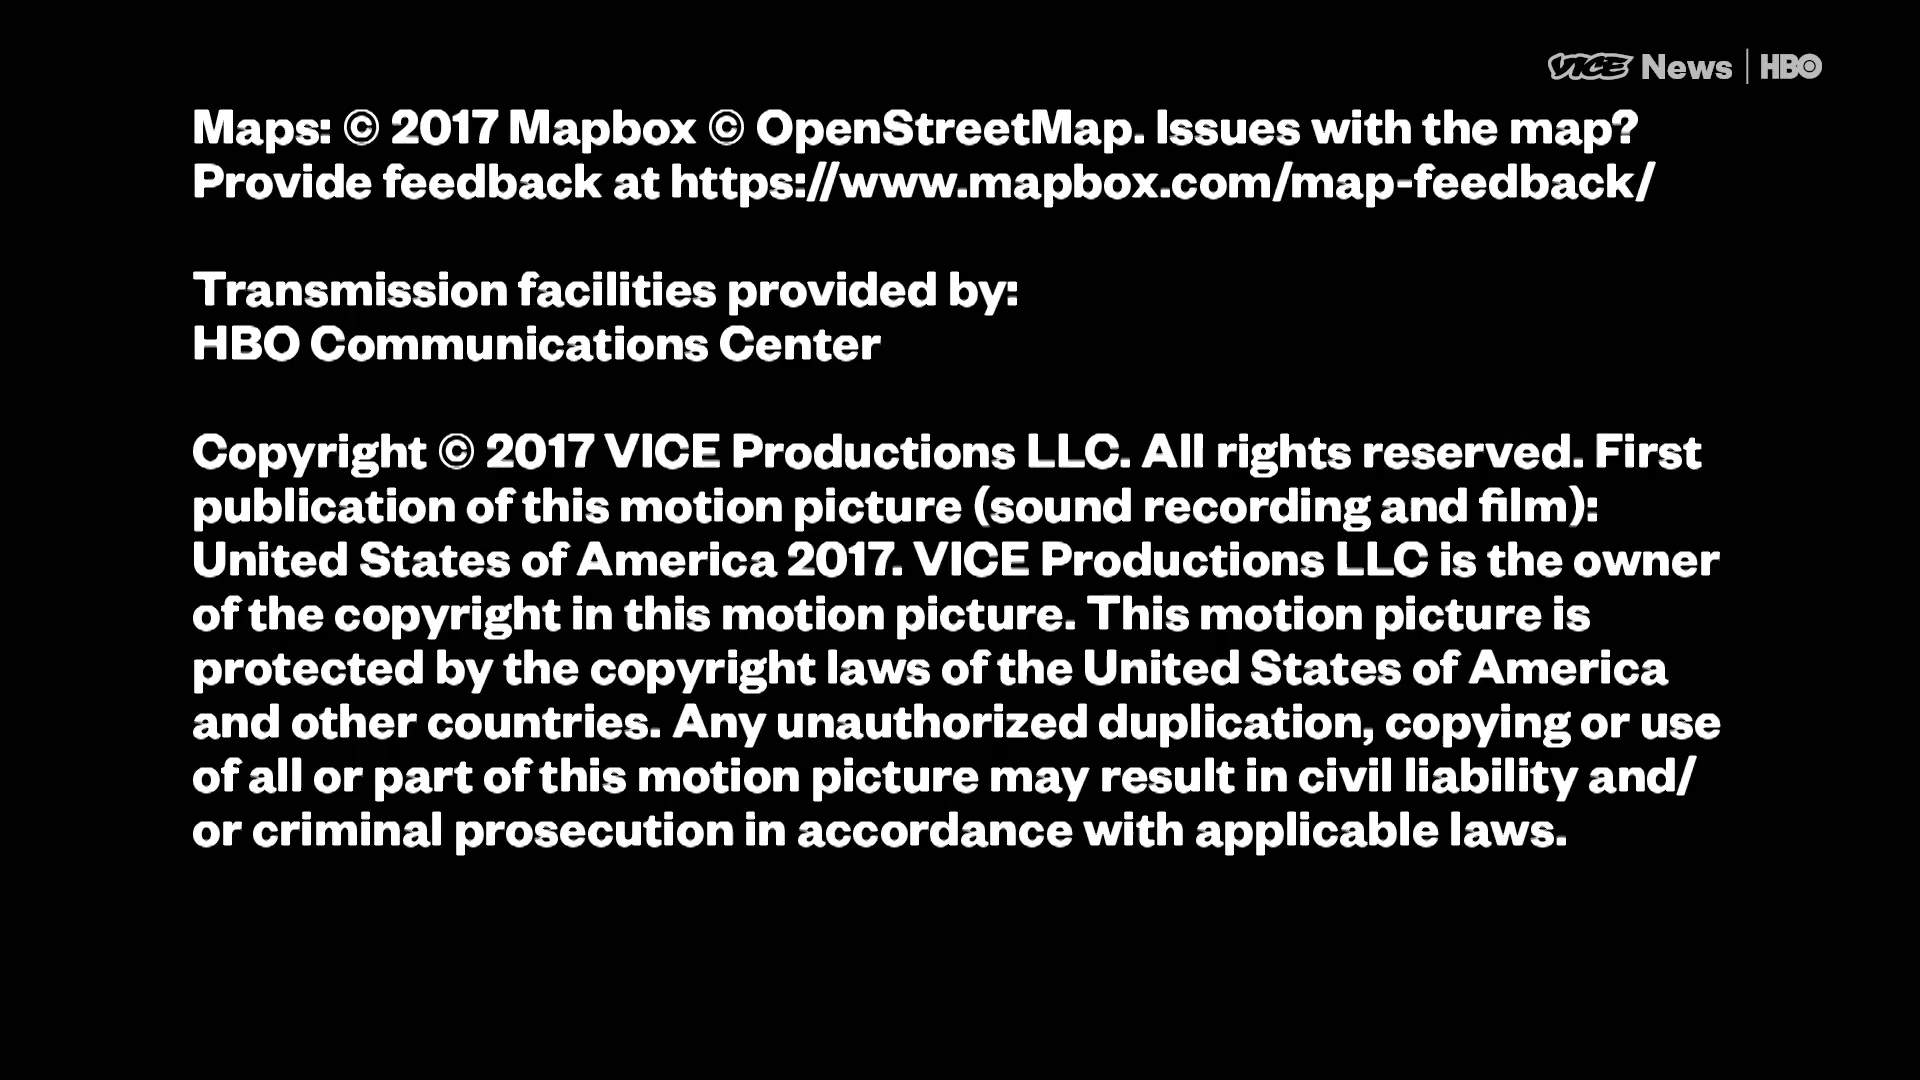 VICE News | HBO
Maps: © 2017 Mapbox © OpenStreetMap. Issues with the map?
Provide feedback at https://www.mapbox.com/map-feedback/
Transmission facilities provided by:
HBO Communications Center
Copyright © 2017 VICE Productions LLC. All rights reserved. First
publication of this motion picture (sound recording and film):
United States of America 2017. VICE Productions LLC is the owner
of the copyright in this motion picture. This motion picture is
protected by the copyright laws of the United States of America
and other countries. Any unauthorized duplication, copying or use
of all or part of this motion picture may result in civil liability and/
or criminal prosecution in accordance with applicable laws.